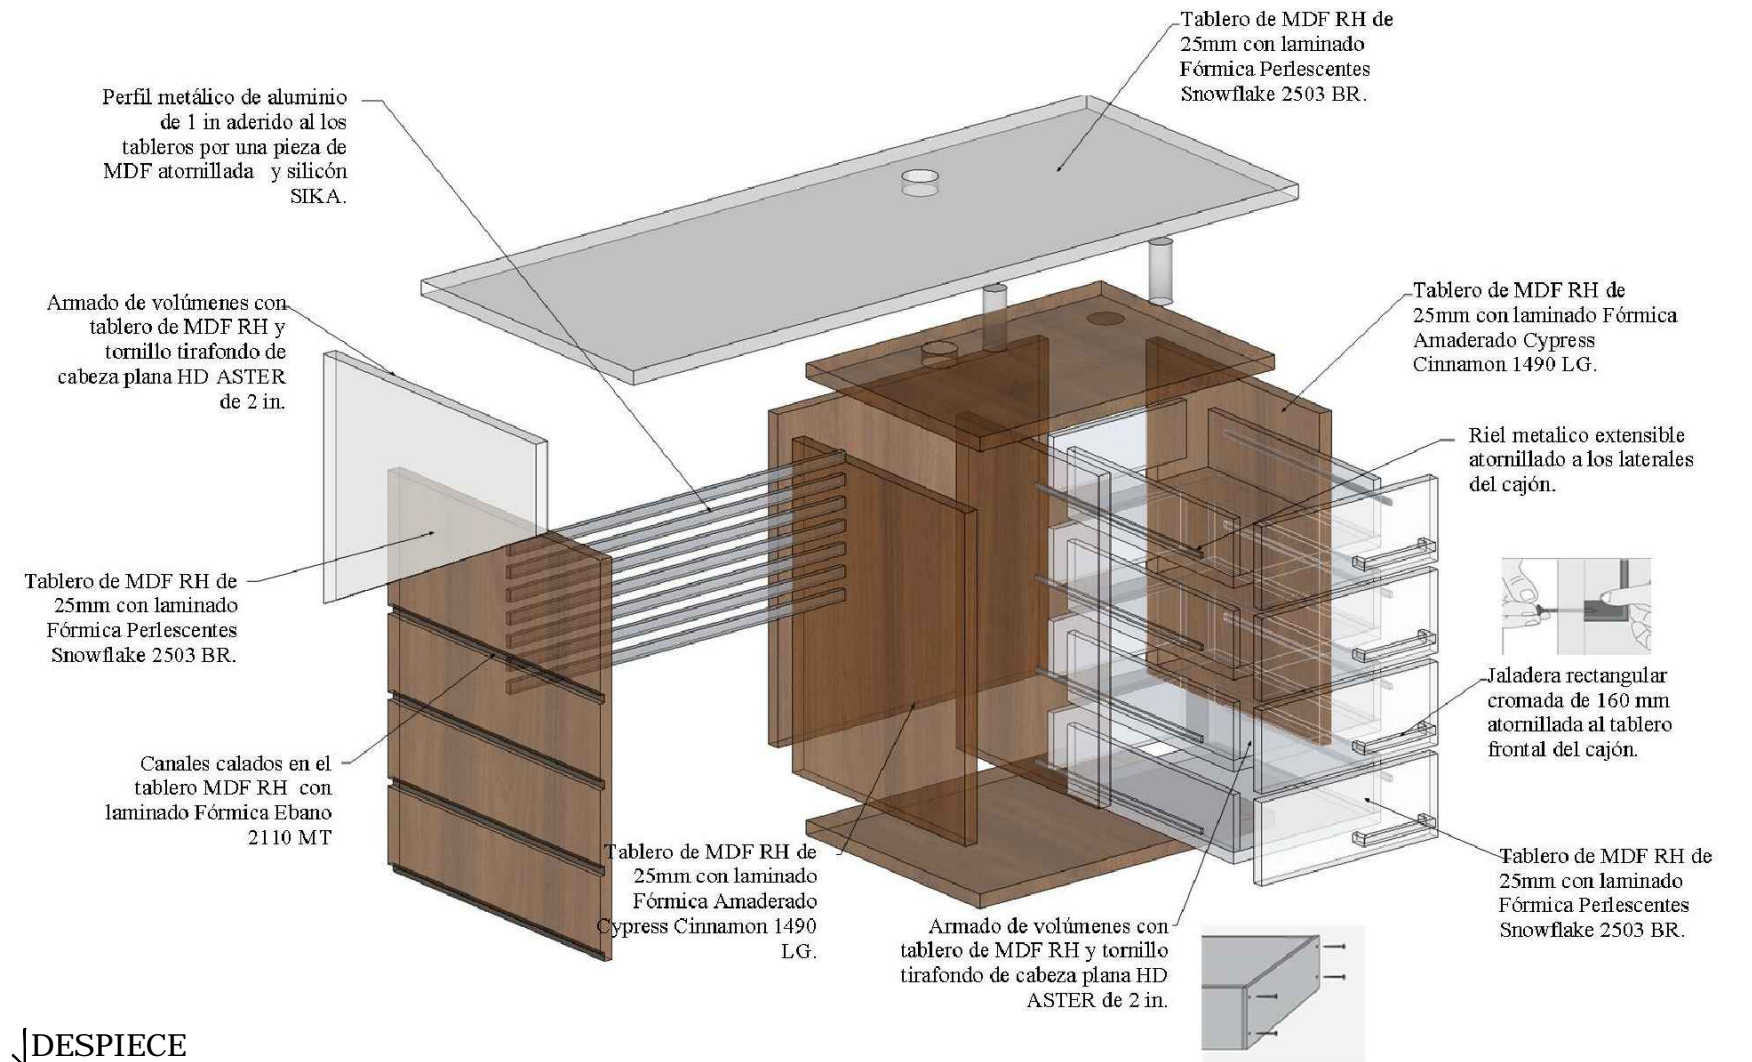 Tablero de MDF RH de
25mm con laminado
Fórmica Perlescentes
Snowflake 2503 BR.
Perfil metálico de aluminio
de 1 in aderido al los
tableros por una pieza de
MDF atornillada y silicón
SIKA.
Armado de volúmenes con
tablero de MDF RH y
tornillo tirafondo de
cabeza plana HD ASTER
de 2 in.
Tablero de MDF RH de
25mm con laminado Fórmica
Amaderado Cypress
Cinnamon 1490 LG.
Riel metalico extensible
atornillado a los laterales
del cajón.
Tablero de MDF RH de
25mm con laminado
Fórmica Perlescentes
Snowflake 2503 BR.
Jaladera rectangular
cromada de 160 mm
atornillada al tablero
frontal del cajón.
Canales calados en el
tablero MDF RH con
laminado Fórmica Ebano
2110 MT
Tablero de MDF RH de
25mm con laminado
Fórmica Amaderado
Cypress Cinnamon 1490
LG.
Tablero de MDF RH de
25mm con laminado
Fórmica Perlescentes
Snowflake 2503 BR.
Armado de volúmenes con
tablero de MDF RH y tornillo
tirafondo de cabeza plana HD
ASTER de 2 in.
DESPIECE